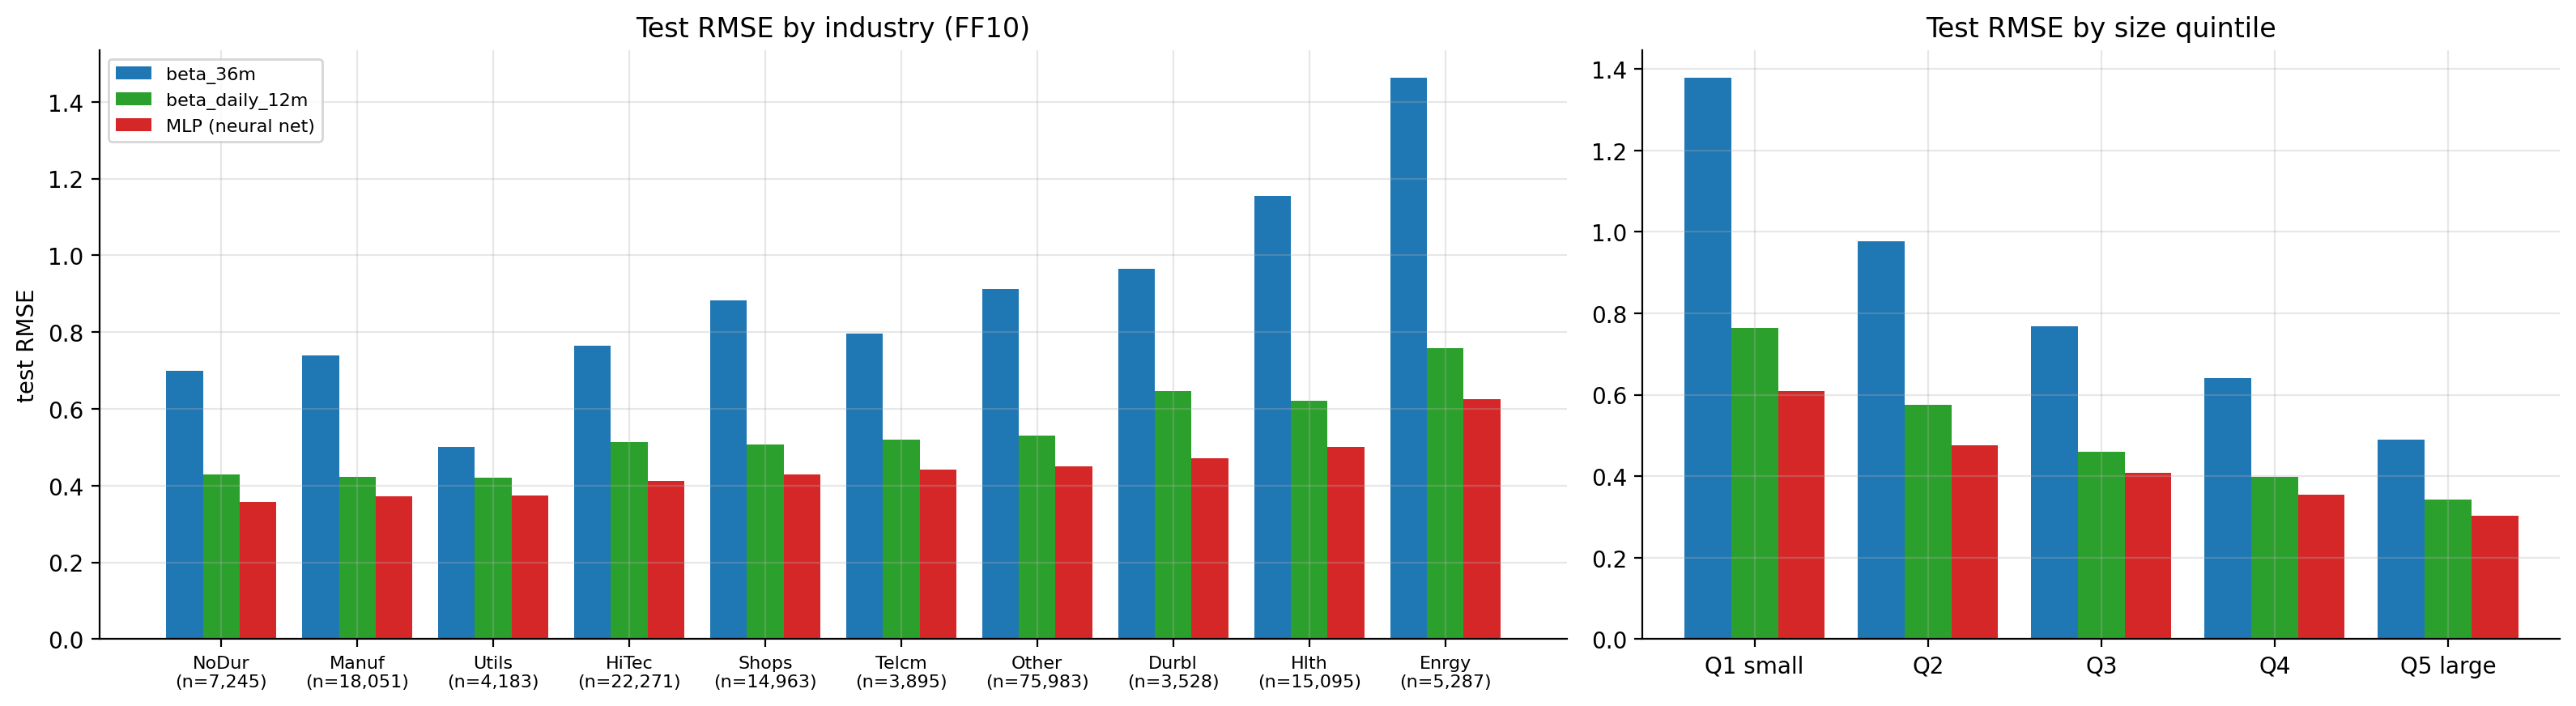 Test RMSE by industry (FF10)
test RMSE
1.4
1.2
1.0
0.8
0.6
0.4
0.2
0.0
beta_36m
beta_daily_12m
MLP (neural net)
NoDur
(n=7,245)
Manuf
(n=18,051)
Utils
(n=4,183)
HiTec
(n=22,271)
Shops
(n=14,963)
Telcm
(n=3,895)
Other
(n=75,983)
Durbl
(n=3,528)
Hlth
(n=15,095)
Enrgy
(n=5,287)
Test RMSE by size quintile
1.4
1.2
1.0
0.8
0.6
0.4
0.2
0.0
Q1 small
Q2
Q3
Q4
Q5 large